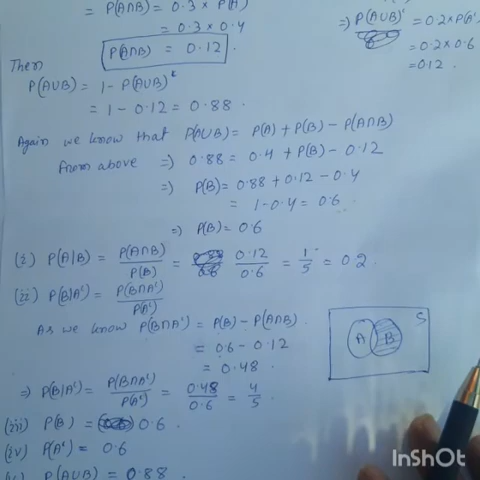 = P(A∩B) = 0.3 × P(A)
= 0.3 × 0.4
P(A∩B) = 0.12
⇒ P(A∪B)' = 0.2 × P(A'
= 0.2 × 0.6
= 0.12.
Then
P(A∪B) = 1 - P(A∪B)'
= 1 - 0.12 = 0.88.
Again we know that P(A∪B) = P(A) + P(B) - P(A∩B)
From above ⇒ 0.88 = 0.4 + P(B) - 0.12
⇒ P(B) = 0.88 + 0.12 - 0.4
= 1 - 0.4 = 0.6.
⇒ P(B) = 0.6
(i) P(A|B) = P(A∩B)/P(B) = 0.12/0.6 = 1/5 = 0.2.
(ii) P(B|A') = P(B∩A')/P(A')
As we know P(B∩A') = P(B) - P(A∩B)
= 0.6 - 0.12
= 0.48.
S
A B
⇒ P(B|A') = P(B∩A')/P(A') = 0.48/0.6 = 4/5
(iii) P(B) = 0.6.
(iv) P(A') = 0.6
P(A∪B) = 0.88.
InShOt